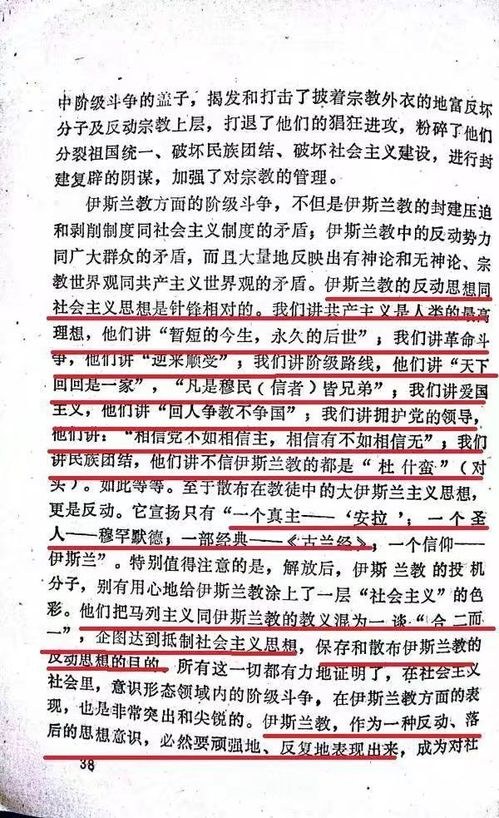 中阶级斗争的盖子，揭发和打击了披着宗教外衣的地富反坏
分子及反动宗教上层，打退了他们的猖狂进攻，粉碎了他们
分裂祖国统一、破坏民族团结、破坏社会主义建设，进行封
建复辟的阴谋，加强了对宗教的管理。
伊斯兰教方面的阶级斗争，不但是伊斯兰教的封建压迫
和剥削制度同社会主义制度的矛盾；伊斯兰教中的反动势力
同广大群众的矛盾，而且大量地反映出有神论和无神论、宗
教世界观同共产主义世界观的矛盾。伊斯兰教的反动思想同
社会主义思想是针锋相对的。我们讲共产主义是人类的最高
理想，他们讲“暂短的今生，永久的后世”；我们讲革命斗
争，他们讲“逆来顺受”；我们讲阶级路线，他们讲“天下
回回是一家”，“凡是穆民（信者）皆兄弟”；我们讲爱国
主义，他们讲“回人争教不争国”；我们讲拥护党的领导，
他们讲：“相信党不如相信主，相信有不如相信无”；我们
讲民族团结，他们讲不信伊斯兰教的都是“杜什蛮”（对
头）。如此等等。至于散布在教徒中的大伊斯兰主义思想，
更是反动。它宣扬只有“一个真主——‘安拉’；一个圣
人——穆罕默德；一部经典——《古兰经》；一个信仰——
伊斯兰”。特别值得注意的是，解放后，伊斯兰教的投机
分子，别有用心地给伊斯兰教涂上了一层“社会主义”的色
彩。他们把马列主义同伊斯兰教的教义混为一谈“合二而
一”，企图达到抵制社会主义思想，保存和散布伊斯兰教的
反动思想的目的。所有这一切都有力地证明了，在社会主义
社会里，意识形态领域内的阶级斗争，在伊斯兰教方面的表
现，也是非常突出和尖锐的。伊斯兰教，作为一种反动、落
后的思想意识，必然要顽强地、反复地表现出来，成为对社
38